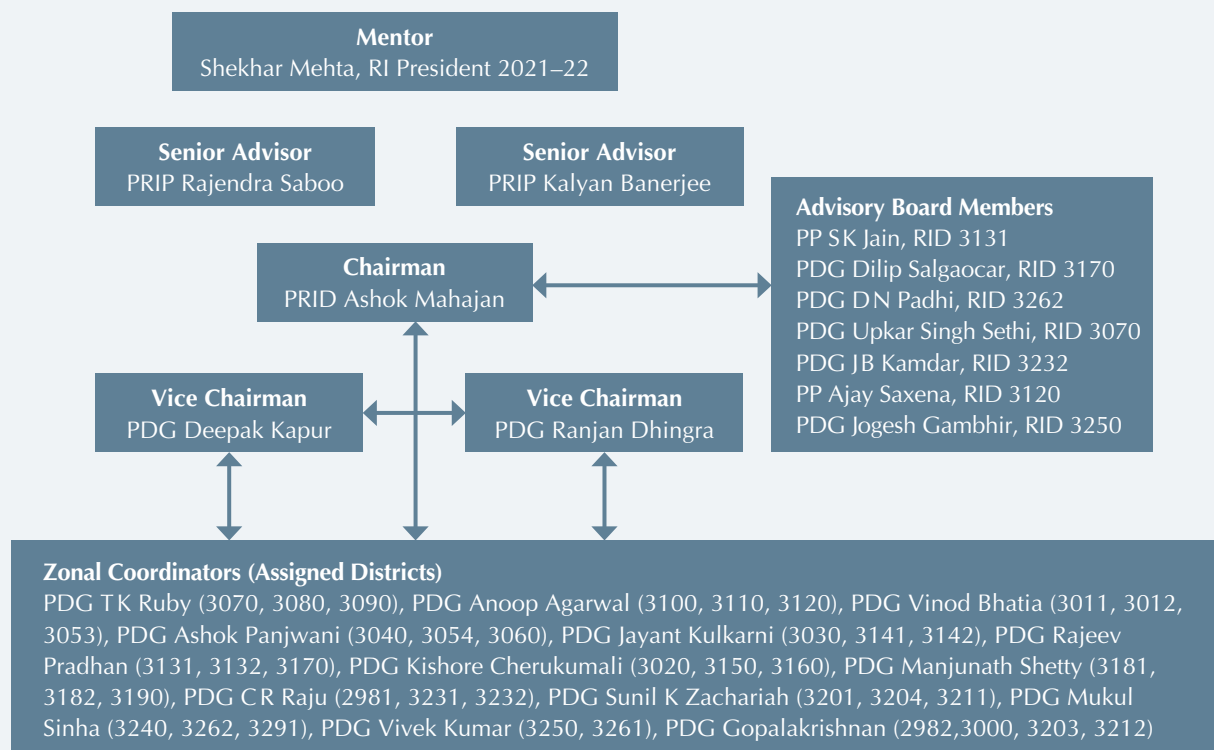 Mentor
Shekhar Mehta, RI President 2021–22
Senior Advisor
PRIP Rajendra Saboo
Senior Advisor
PRIP Kalyan Banerjee
Advisory Board Members
PP SK Jain, RID 3131
PDG Dilip Salgaocar, RID 3170
PDG DN Padhi, RID 3262
PDG Upkar Singh Sethi, RID 3070
PDG JB Kamdar, RID 3232
PP Ajay Saxena, RID 3120
PDG Jogesh Gambhir, RID 3250
Chairman
PRID Ashok Mahajan
Vice Chairman
PDG Deepak Kapur
Vice Chairman
PDG Ranjan Dhingra
Zonal Coordinators (Assigned Districts)
PDG TK Ruby (3070, 3080, 3090), PDG Anoop Agarwal (3100, 3110, 3120), PDG Vinod Bhatia (3011, 3012,
3053), PDG Ashok Panjwani (3040, 3054, 3060), PDG Jayant Kulkarni (3030, 3141, 3142), PDG Rajeev
Pradhan (3131, 3132, 3170), PDG Kishore Cherukumali (3020, 3150, 3160), PDG Manjunath Shetty (3181,
3182, 3190), PDG CR Raju (2981, 3231, 3232), PDG Sunil K Zachariah (3201, 3204, 3211), PDG Mukul
Sinha (3240, 3262, 3291), PDG Vivek Kumar (3250, 3261), PDG Gopalakrishnan (2982,3000, 3203, 3212)